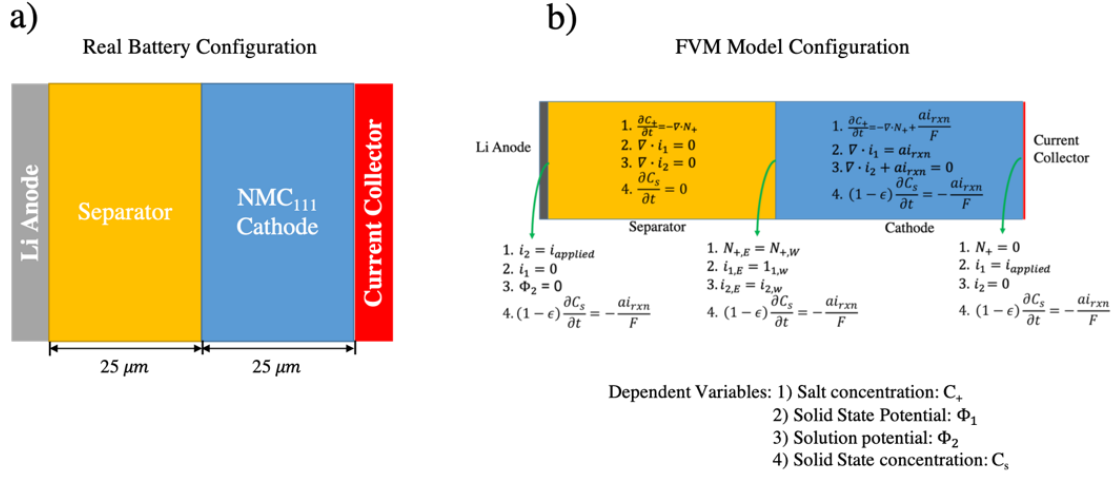 a)
Real Battery Configuration
Li Anode
Separator
NMC₁₁₁
Cathode
Current Collector
25 μm
25 μm
b)
FVM Model Configuration
Li Anode
1. ∂C₊/∂t=−∇·N₊
2. ∇ · i₁ = 0
3. ∇ · i₂ = 0
4. ∂Cₛ/∂t = 0
Separator
1. ∂C₊/∂t=−∇·N₊+ aiᵣₓₙ/F
2. ∇ · i₁ = aiᵣₓₙ
3. ∇ · i₂ + aiᵣₓₙ = 0
4. (1 − ϵ) ∂Cₛ/∂t = − aiᵣₓₙ/F
Cathode
Current
Collector
1. i₂ = i_applied
2. i₁ = 0
3. Φ₂ = 0
4. (1 − ϵ) ∂Cₛ/∂t = − aiᵣₓₙ/F
1. N₊,E = N₊,W
2. i₁,E = 1₁,w
3. i₂,E = i₂,w
4. (1 − ϵ) ∂Cₛ/∂t = − aiᵣₓₙ/F
1. N₊ = 0
2. i₁ = i_applied
3. i₂ = 0
4. (1 − ϵ) ∂Cₛ/∂t = − aiᵣₓₙ/F
Dependent Variables: 1) Salt concentration: C₊
2) Solid State Potential: Φ₁
3) Solution potential: Φ₂
4) Solid State concentration: Cₛ